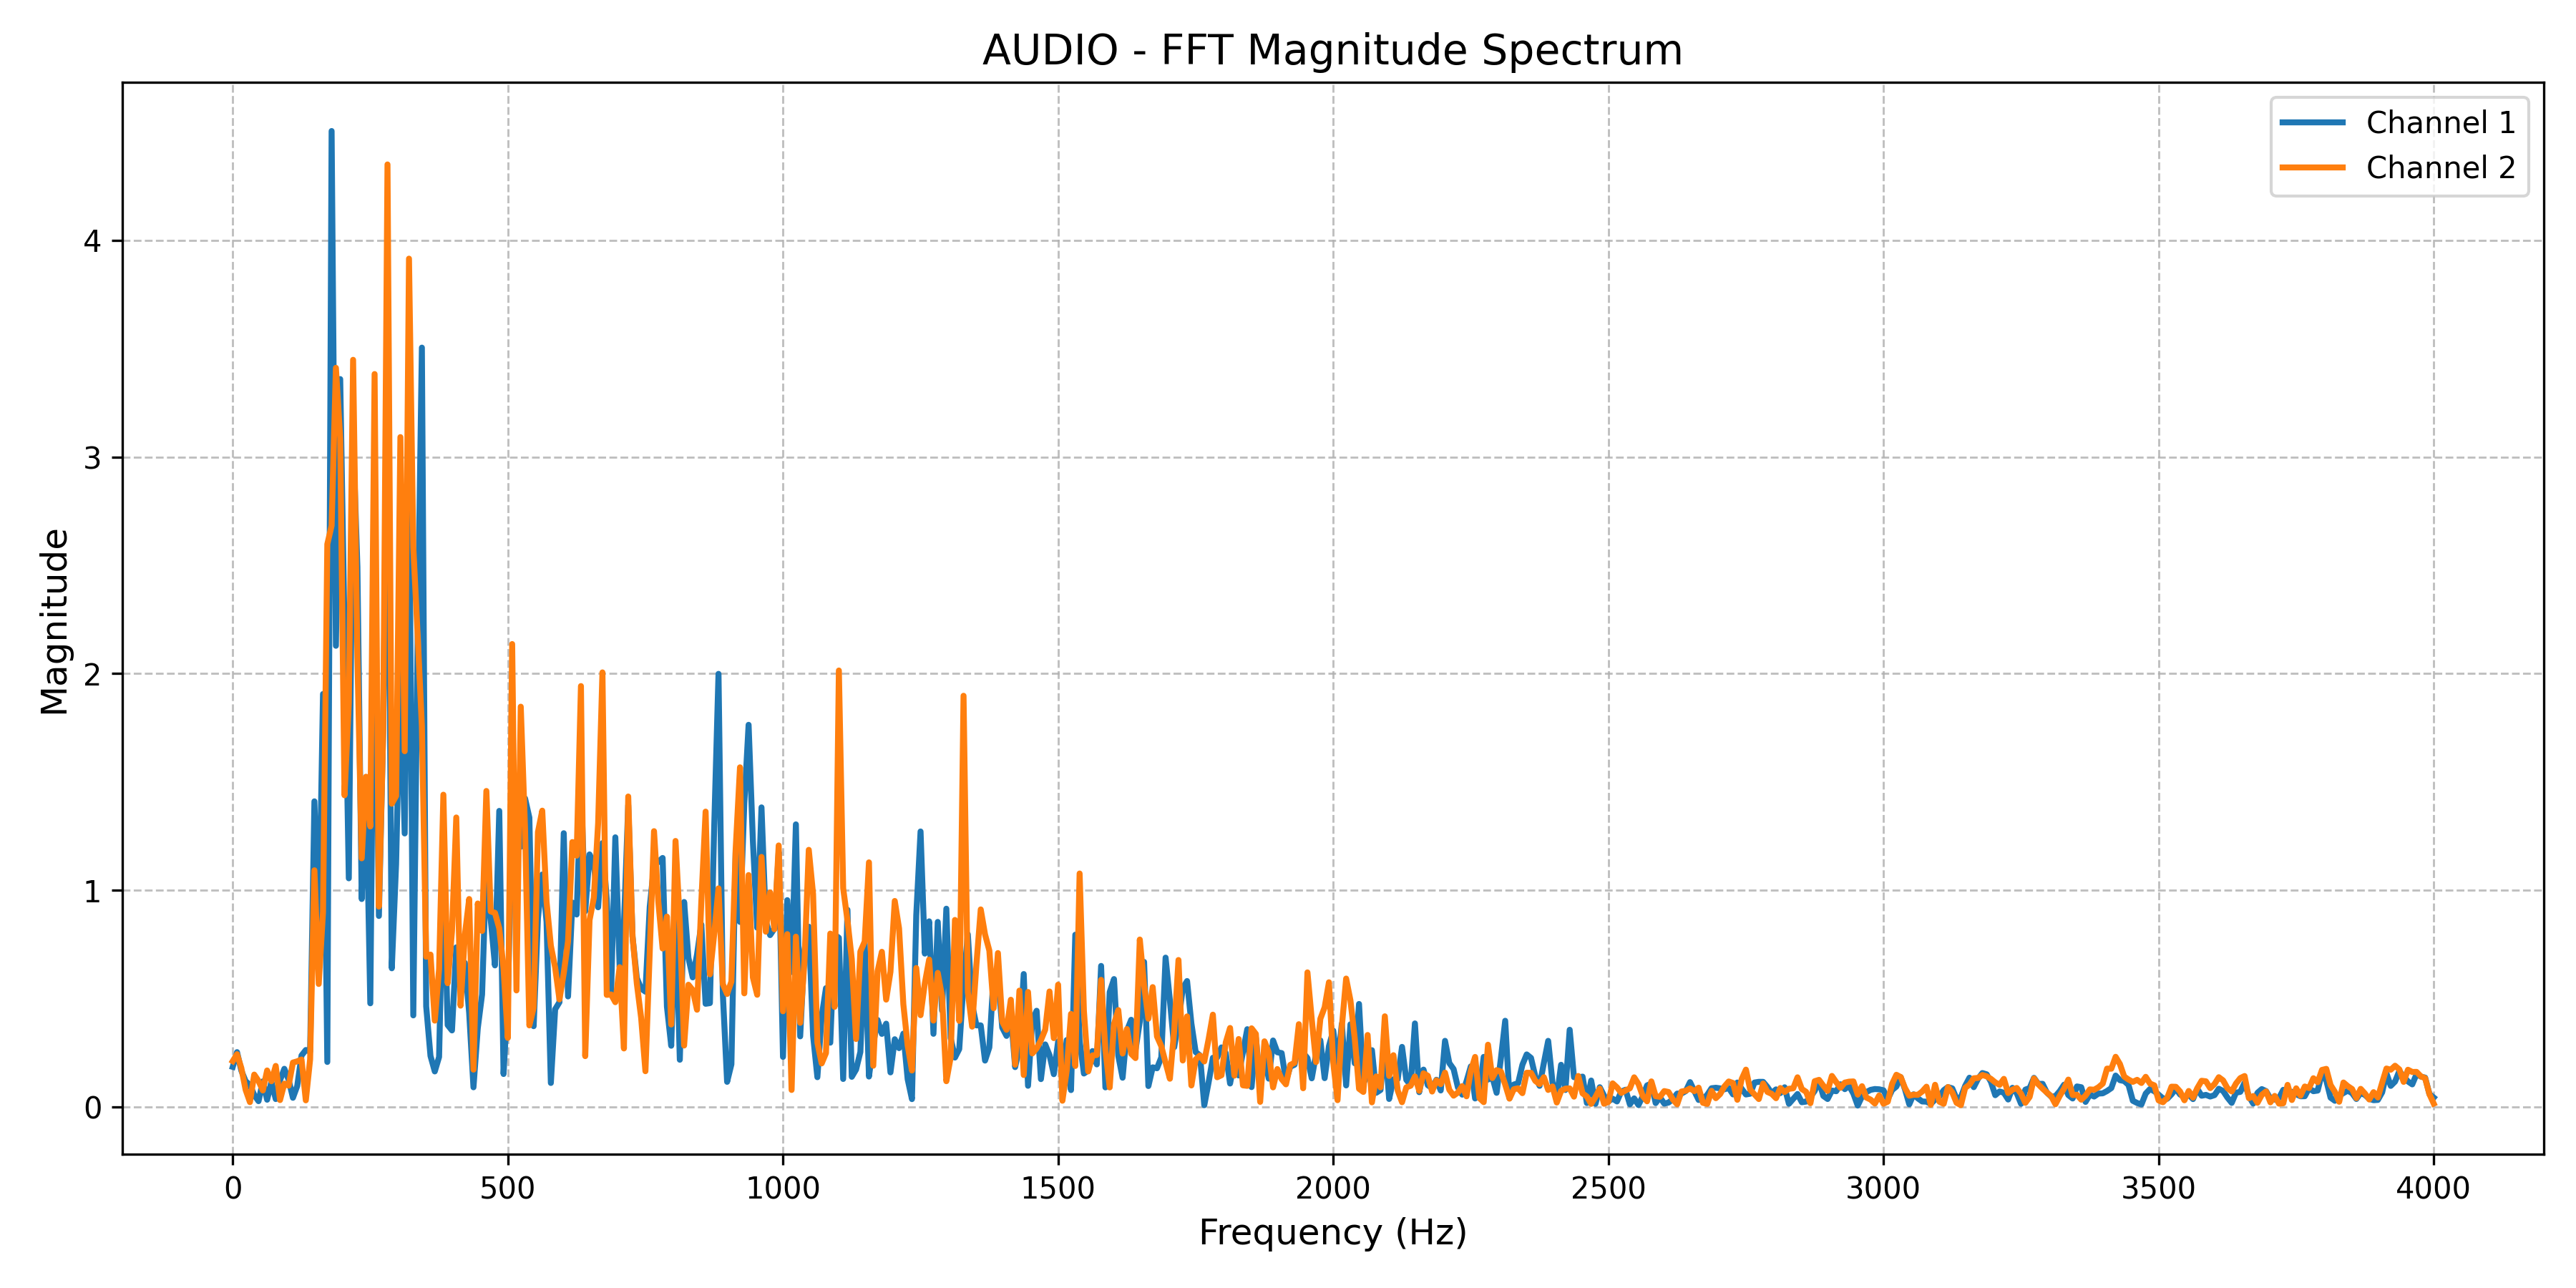 AUDIO - FFT Magnitude Spectrum
Channel 1
Channel 2
Magnitude
4
3
2
1
0
0 500 1000 1500 2000 2500 3000 3500 4000
Frequency (Hz)